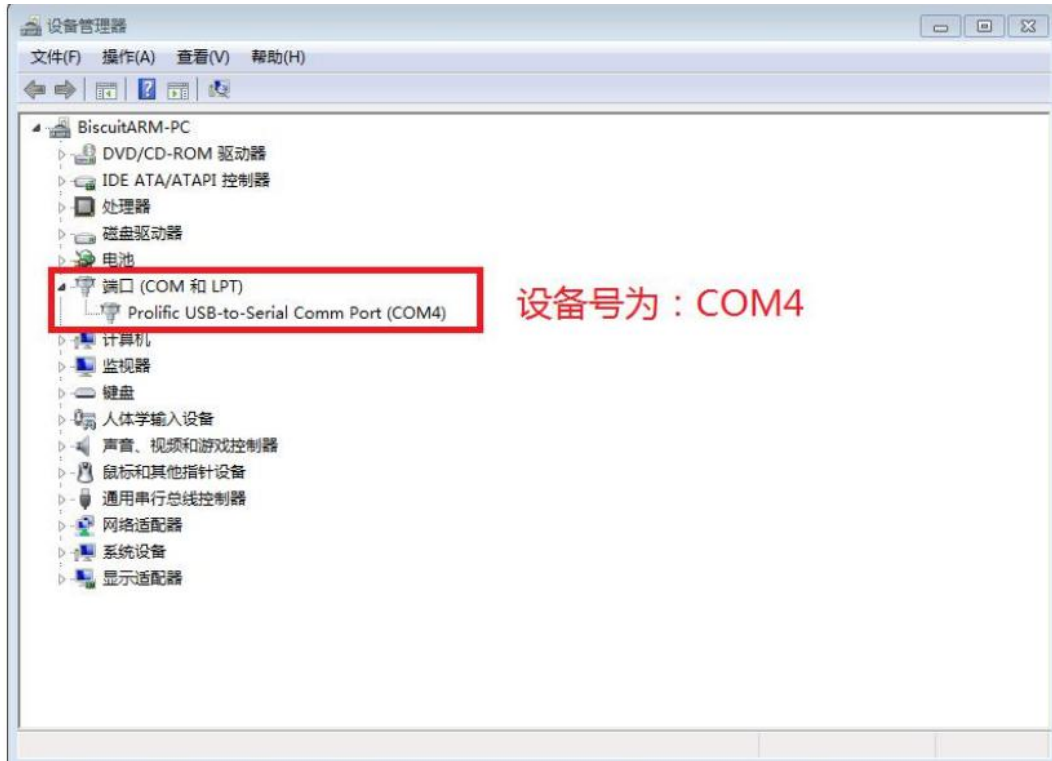 设备管理器
文件(F) 操作(A) 查看(V) 帮助(H)
BiscuitARM-PC
DVD/CD-ROM 驱动器
IDE ATA/ATAPI 控制器
处理器
磁盘驱动器
电池
端口 (COM 和 LPT)
Prolific USB-to-Serial Comm Port (COM4)
设备号为：COM4
计算机
监视器
键盘
人体学输入设备
声音、视频和游戏控制器
鼠标和其他指针设备
通用串行总线控制器
网络适配器
系统设备
显示适配器